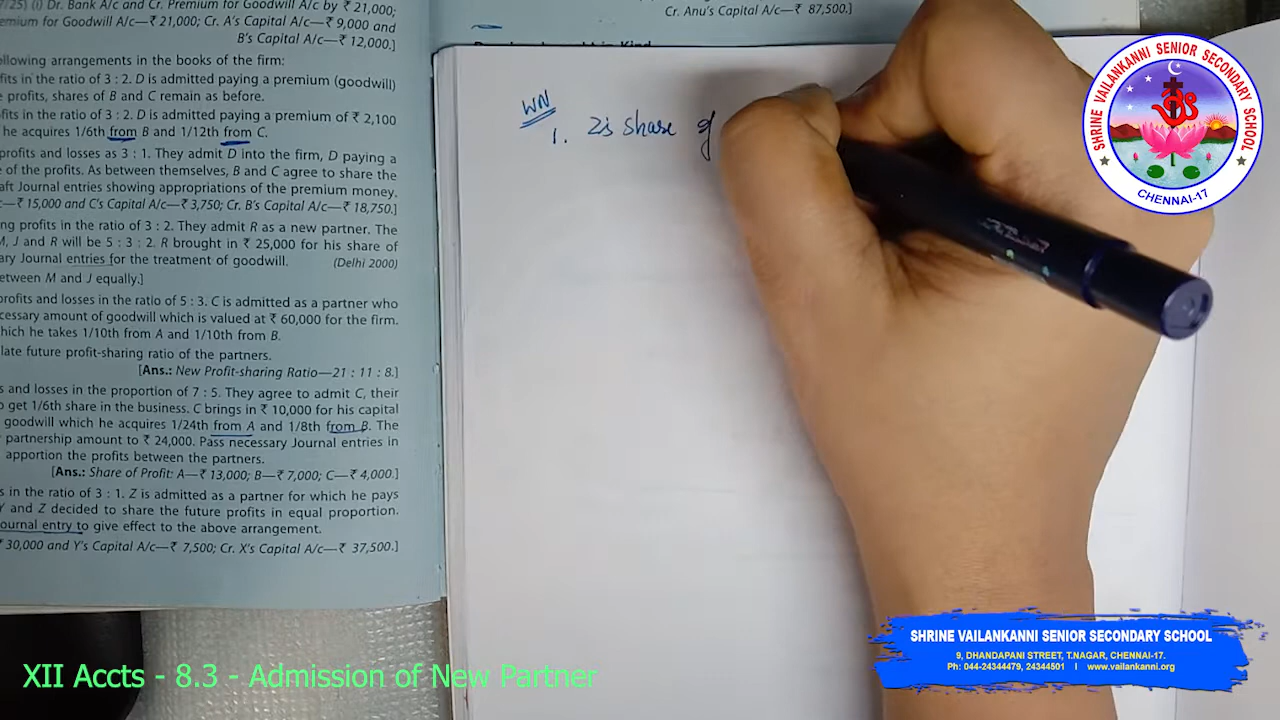 7/25) (i) Dr. Bank A/c and Cr. Premium for Goodwill A/c by ₹ 21,000;
emium for Goodwill A/c—₹ 21,000; Cr. A's Capital A/c—₹ 9,000 and
B's Capital A/c—₹ 12,000.]
ollowing arrangements in the books of the firm:
fits in the ratio of 3 : 2. D is admitted paying a premium (goodwill)
e profits, shares of B and C remain as before.
ofits in the ratio of 3 : 2. D is admitted paying a premium of ₹ 2,100
he acquires 1/6th from B and 1/12th from C.
profits and losses as 3 : 1. They admit D into the firm, D paying a
e of the profits. As between themselves, B and C agree to share the
aft Journal entries showing appropriations of the premium money.
—₹ 15,000 and C's Capital A/c—₹ 3,750; Cr. B's Capital A/c—₹ 18,750.]
ng profits in the ratio of 3 : 2. They admit R as a new partner. The
M, J and R will be 5 : 3 : 2. R brought in ₹ 25,000 for his share of
ary Journal entries for the treatment of goodwill. (Delhi 2000)
etween M and J equally.]
profits and losses in the ratio of 5 : 3. C is admitted as a partner who
cessary amount of goodwill which is valued at ₹ 60,000 for the firm.
hich he takes 1/10th from A and 1/10th from B.
late future profit-sharing ratio of the partners.
[Ans.: New Profit-sharing Ratio—21 : 11 : 8.]
s and losses in the proportion of 7 : 5. They agree to admit C, their
o get 1/6th share in the business. C brings in ₹ 10,000 for his capital
goodwill which he acquires 1/24th from A and 1/8th from B. The
partnership amount to ₹ 24,000. Pass necessary Journal entries in
apportion the profits between the partners.
[Ans.: Share of Profit: A—₹ 13,000; B—₹ 7,000; C—₹ 4,000.]
s in the ratio of 3 : 1. Z is admitted as a partner for which he pays
Y and Z decided to share the future profits in equal proportion.
ournal entry to give effect to the above arrangement.
₹ 30,000 and Y's Capital A/c—₹ 7,500; Cr. X's Capital A/c—₹ 37,500.]
Cr. Anu's Capital A/c—₹ 87,500.]
WN
1. Z's share of
SHRINE VAILANKANNI SENIOR SECONDARY SCHOOL
CHENNAI-17
SHRINE VAILANKANNI SENIOR SECONDARY SCHOOL
9, DHANDAPANI STREET, T.NAGAR, CHENNAI-17.
Ph: 044-24344479, 24344501 I www.vailankanni.org
XII Accts - 8.3 - Admission of New Partner